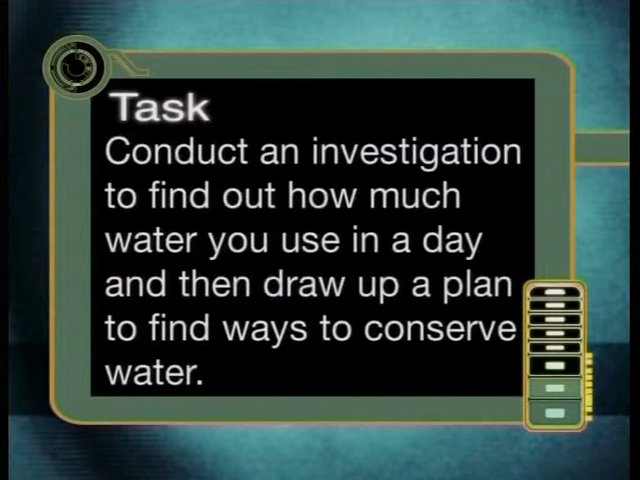 Task
Conduct an investigation
to find out how much
water you use in a day
and then draw up a plan
to find ways to conserve
water.